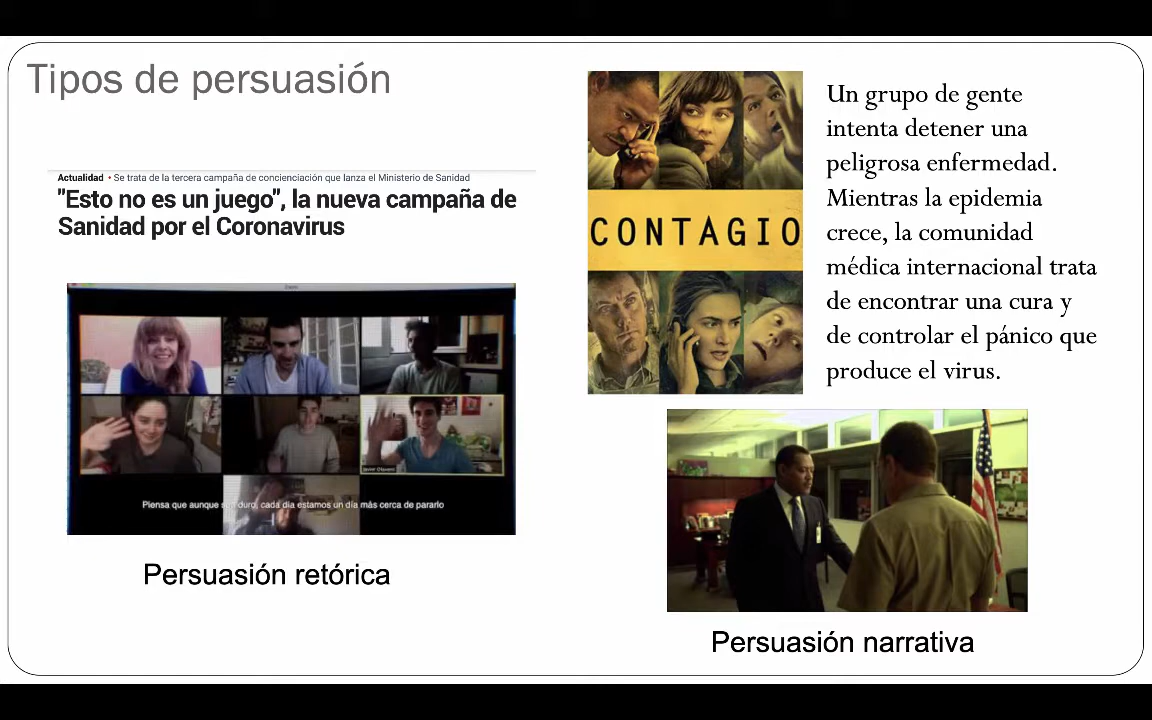 Tipos de persuasión
Actualidad • Se trata de la tercera campaña de concienciación que lanza el Ministerio de Sanidad
"Esto no es un juego", la nueva campaña de
Sanidad por el Coronavirus
Piensa que aunque sea duro, cada día estamos un día más cerca de pararlo
Persuasión retórica
CONTAGIO
Un grupo de gente
intenta detener una
peligrosa enfermedad.
Mientras la epidemia
crece, la comunidad
médica internacional trata
de encontrar una cura y
de controlar el pánico que
produce el virus.
Persuasión narrativa